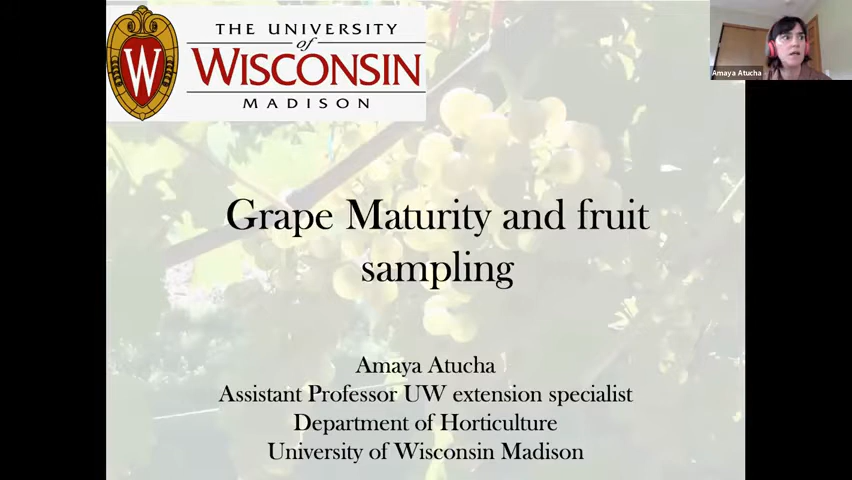 THE UNIVERSITY
of
WISCONSIN
MADISON
W
Amaya Atucha
Grape Maturity and fruit
sampling
Amaya Atucha
Assistant Professor UW extension specialist
Department of Horticulture
University of Wisconsin Madison